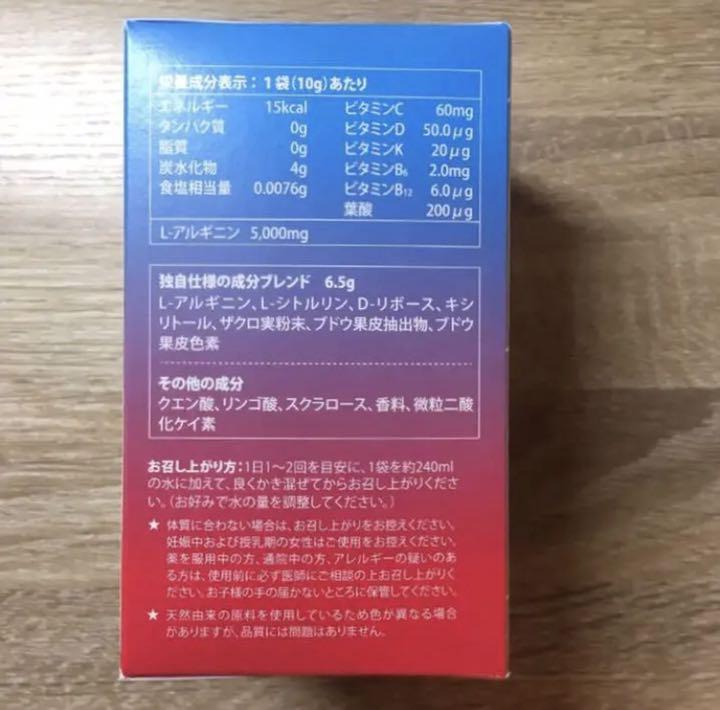 栄養成分表示：1袋(10g)あたり
エネルギー 15kcal ビタミンC 60mg
タンパク質 0g ビタミンD 50.0μg
脂質 0g ビタミンK 20μg
炭水化物 4g ビタミンB₆ 2.0mg
食塩相当量 0.0076g ビタミンB₁₂ 6.0μg
葉酸 200μg
L-アルギニン 5,000mg
独自仕様の成分ブレンド 6.5g
L-アルギニン、L-シトルリン、D-リボース、キシ
リトール、ザクロ実粉末、ブドウ果皮抽出物、ブドウ
果皮色素
その他の成分
クエン酸、リンゴ酸、スクラロース、香料、微粒二酸
化ケイ素
お召し上がり方：1日1〜2回を目安に、1袋を約240ml
の水に加えて、良くかき混ぜてからお召し上がりくださ
い。（お好みで水の量を調整してください。）
★ 体質に合わない場合は、お召し上がりをお控えください。
妊娠中および授乳期の女性はご使用をお控えください。
薬を服用中の方、通院中の方、アレルギーの疑いのあ
る方は、使用前に必ず医師にご相談の上お召し上がりく
ださい。お子様の手の届かないところに保管してください。
★ 天然由来の原料を使用しているため色が異なる場合
がありますが、品質には問題はありません。